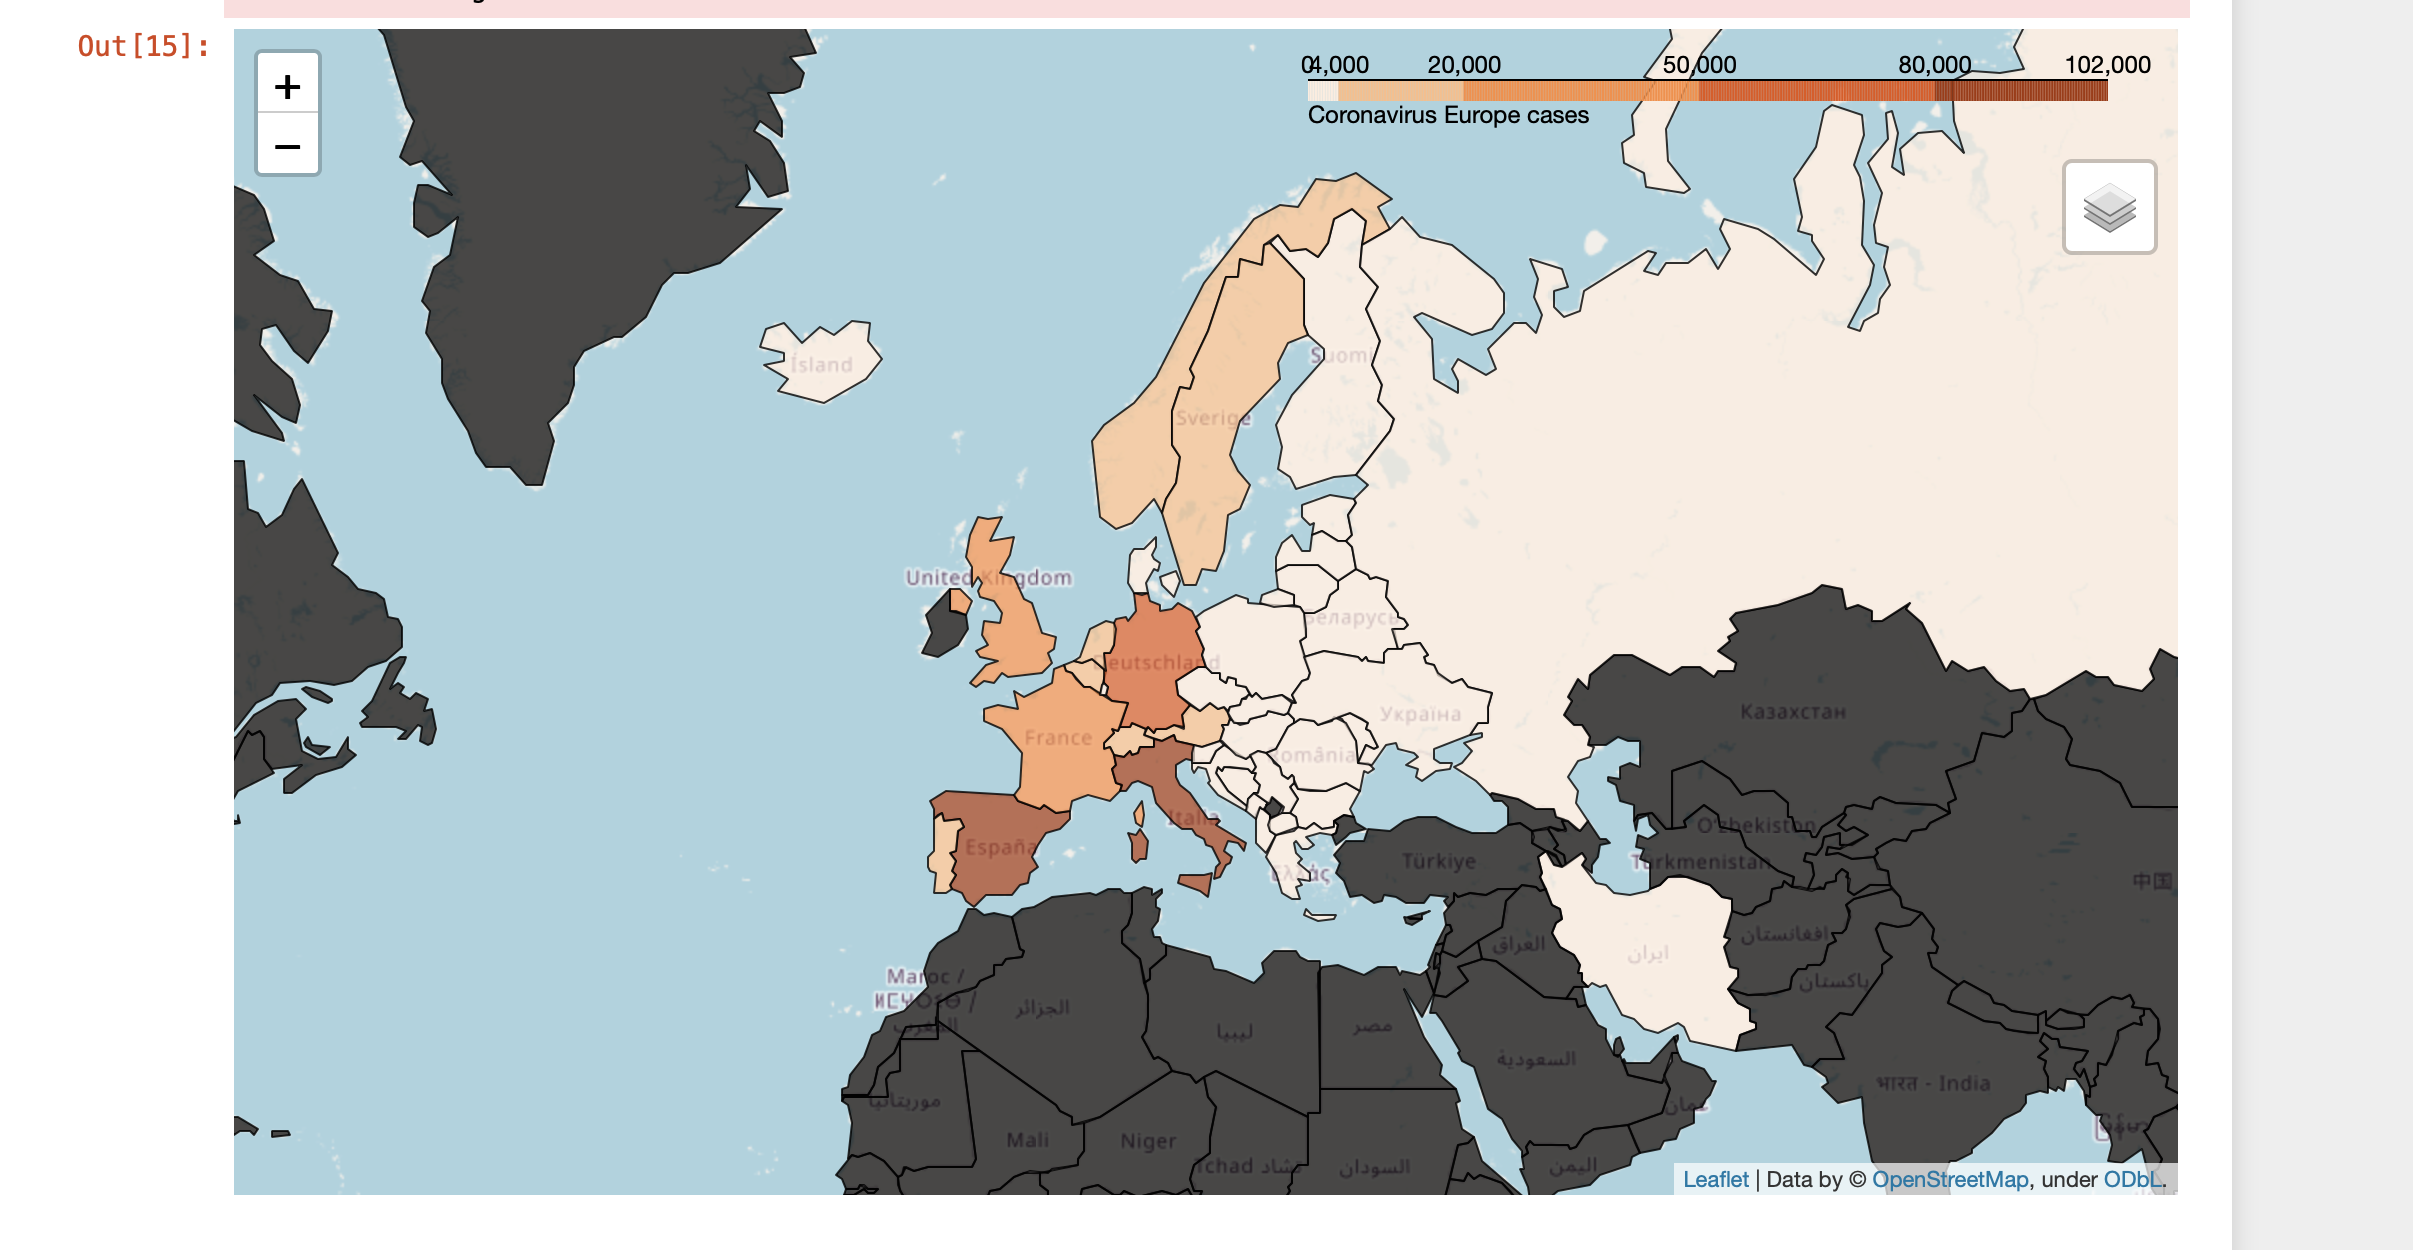 Out[15]:
+
−
0 4,000 20,000 50,000 80,000 102,000
Coronavirus Europe cases
Ísland
Suomi
Sverige
United Kingdom
Беларусь
Deutschland
Україна
Казахстан
France
România
Italia
España
Ελλάς
Türkiye
O'zbekiston
Türkmenistan
中国
العراق
ایران
افغانستان
پاکستان
Maroc /
المغرب
الجزائر
ليبيا
مصر
السعودية
भारत - India
موريتانيا
عمان
Mali
Niger
Tchad تشاد
السودان
اليمن
Leaflet | Data by © OpenStreetMap, under ODbL.